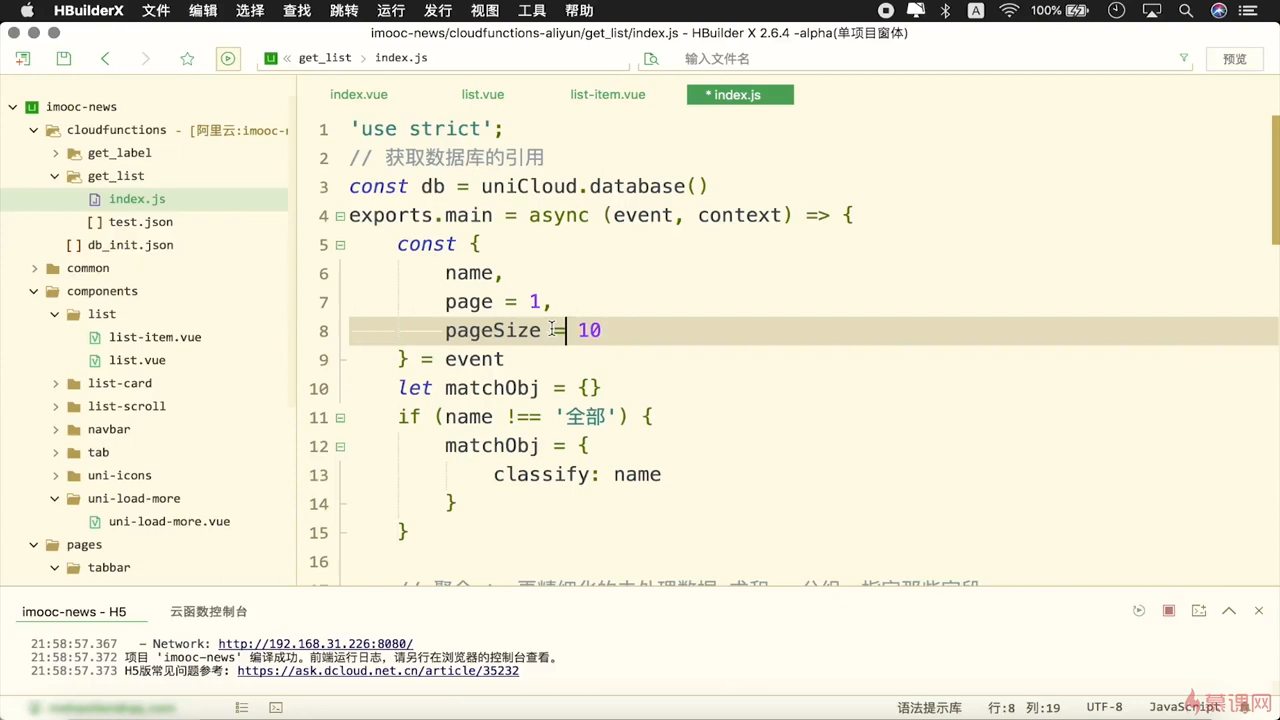 HBuilderX 文件 编辑 选择 查找 跳转 运行 发行 视图 工具 帮助 A 100%
imooc-news/cloudfunctions-aliyun/get_list/index.js - HBuilder X 2.6.4 -alpha(单项目窗体)
U « get_list › index.js 输入文件名 预览
index.vue list.vue list-item.vue * index.js
imooc-news
cloudfunctions - [阿里云:imooc-n
get_label
get_list
index.js
test.json
db_init.json
common
components
list
list-item.vue
list.vue
list-card
list-scroll
navbar
tab
uni-icons
uni-load-more
uni-load-more.vue
pages
tabbar
1 'use strict';
2 // 获取数据库的引用
3 const db = uniCloud.database()
4 exports.main = async (event, context) => {
5 const {
6 name,
7 page = 1,
8 pageSize = 10
9 } = event
10 let matchObj = {}
11 if (name !== '全部') {
12 matchObj = {
13 classify: name
14 }
15 }
16
imooc-news - H5 云函数控制台
21:58:57.367 - Network: http://192.168.31.226:8080/
21:58:57.372 项目 'imooc-news' 编译成功。前端运行日志，请另行在浏览器的控制台查看。
21:58:57.373 H5版常见问题参考: https://ask.dcloud.net.cn/article/35232
语法提示库 行:8 列:19 UTF-8 JavaScript
慕课网